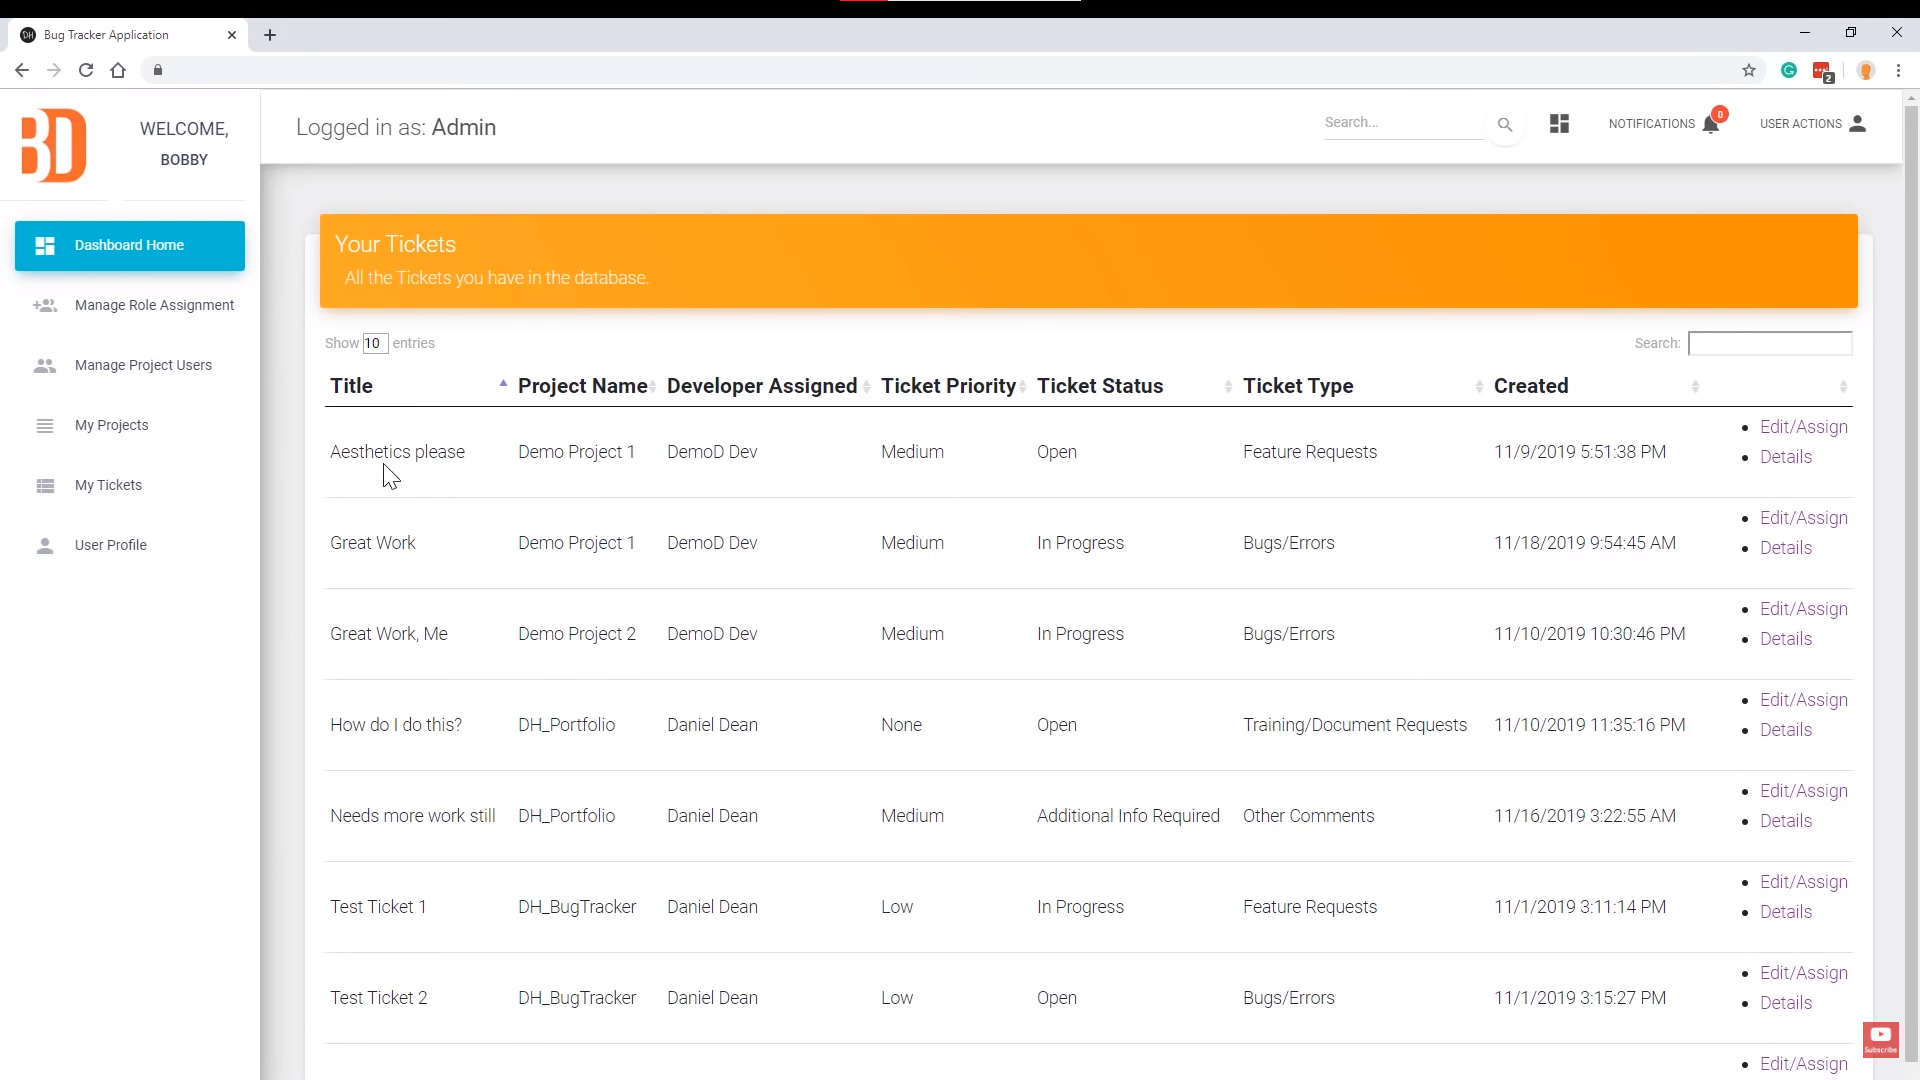 Bug Tracker Application
2
BD
WELCOME,
BOBBY
Logged in as: Admin
Search...
NOTIFICATIONS 0
USER ACTIONS
Dashboard Home
Manage Role Assignment
Manage Project Users
My Projects
My Tickets
User Profile
Your Tickets
All the Tickets you have in the database.
Show 10 entries
Search:
Title Project Name Developer Assigned Ticket Priority Ticket Status Ticket Type Created
Aesthetics please Demo Project 1 DemoD Dev Medium Open Feature Requests 11/9/2019 5:51:38 PM
Edit/Assign
Details
Great Work Demo Project 1 DemoD Dev Medium In Progress Bugs/Errors 11/18/2019 9:54:45 AM
Edit/Assign
Details
Great Work, Me Demo Project 2 DemoD Dev Medium In Progress Bugs/Errors 11/10/2019 10:30:46 PM
Edit/Assign
Details
How do I do this? DH_Portfolio Daniel Dean None Open Training/Document Requests 11/10/2019 11:35:16 PM
Edit/Assign
Details
Needs more work still DH_Portfolio Daniel Dean Medium Additional Info Required Other Comments 11/16/2019 3:22:55 AM
Edit/Assign
Details
Test Ticket 1 DH_BugTracker Daniel Dean Low In Progress Feature Requests 11/1/2019 3:11:14 PM
Edit/Assign
Details
Test Ticket 2 DH_BugTracker Daniel Dean Low Open Bugs/Errors 11/1/2019 3:15:27 PM
Edit/Assign
Details
Subscribe
Edit/Assign